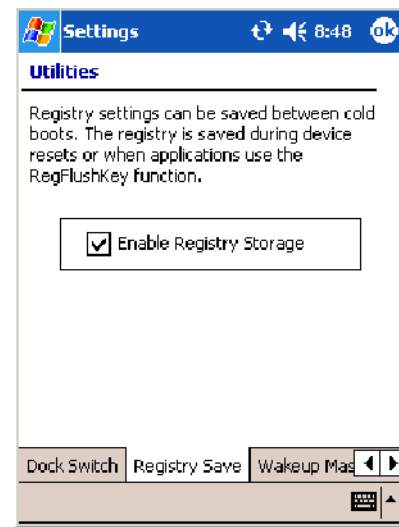 Settings 8:48 ok
Utilities
Registry settings can be saved between cold
boots. The registry is saved during device
resets or when applications use the
RegFlushKey function.
Enable Registry Storage
Dock Switch Registry Save Wakeup Mas